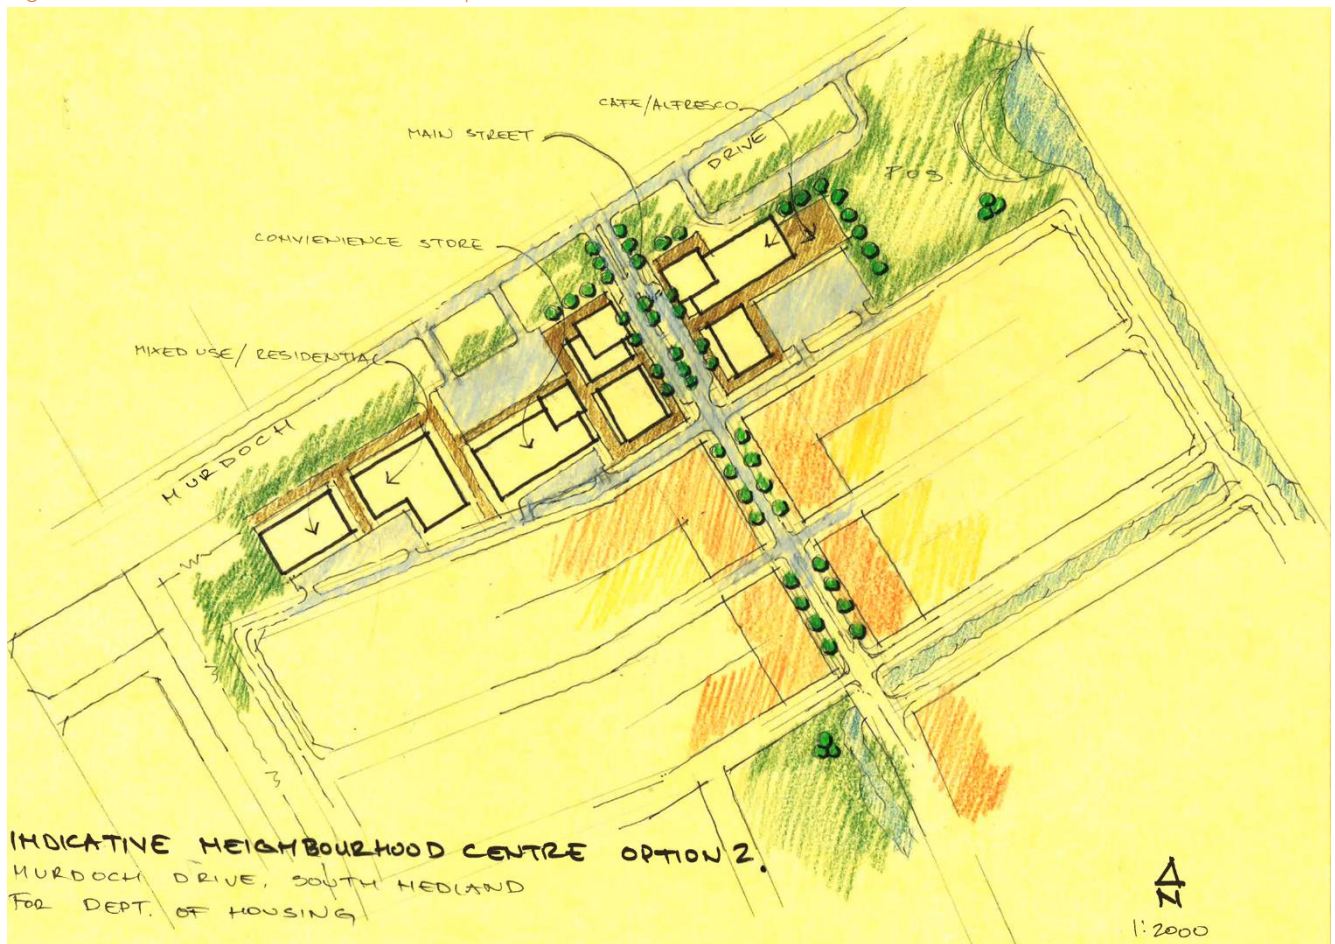 CAFE/ALFRESCO
MAIN STREET
DRIVE
P.O.S.
CONVIENIENCE STORE
MIXED USE/ RESIDENTIAL
MURDOCH
INDICATIVE NEIGHBOURHOOD CENTRE OPTION 2.
MURDOCH DRIVE, SOUTH HEDLAND
FOR DEPT. OF HOUSING
N
1:2000